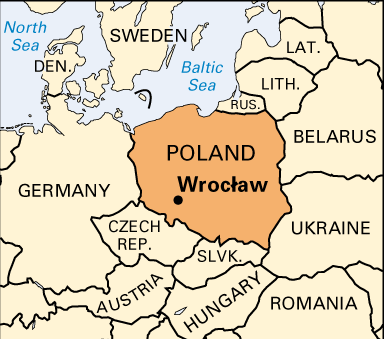 North
Sea
SWEDEN
LAT.
DEN.
Baltic
Sea
LITH.
RUS.
BELARUS
POLAND
Wrocław
GERMANY
CZECH
REP.
UKRAINE
SLVK.
AUSTRIA
HUNGARY
ROMANIA